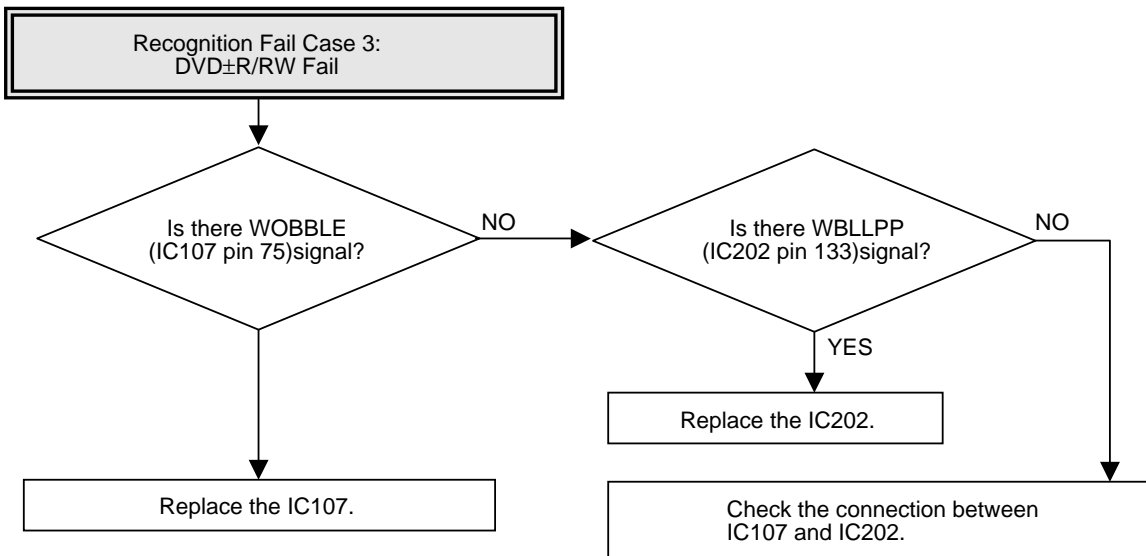 Recognition Fail Case 3:
DVD±R/RW Fail
Is there WOBBLE
(IC107 pin 75)signal?
NO
Is there WBLLPP
(IC202 pin 133)signal?
NO
YES
Replace the IC202.
Replace the IC107.
Check the connection between
IC107 and IC202.